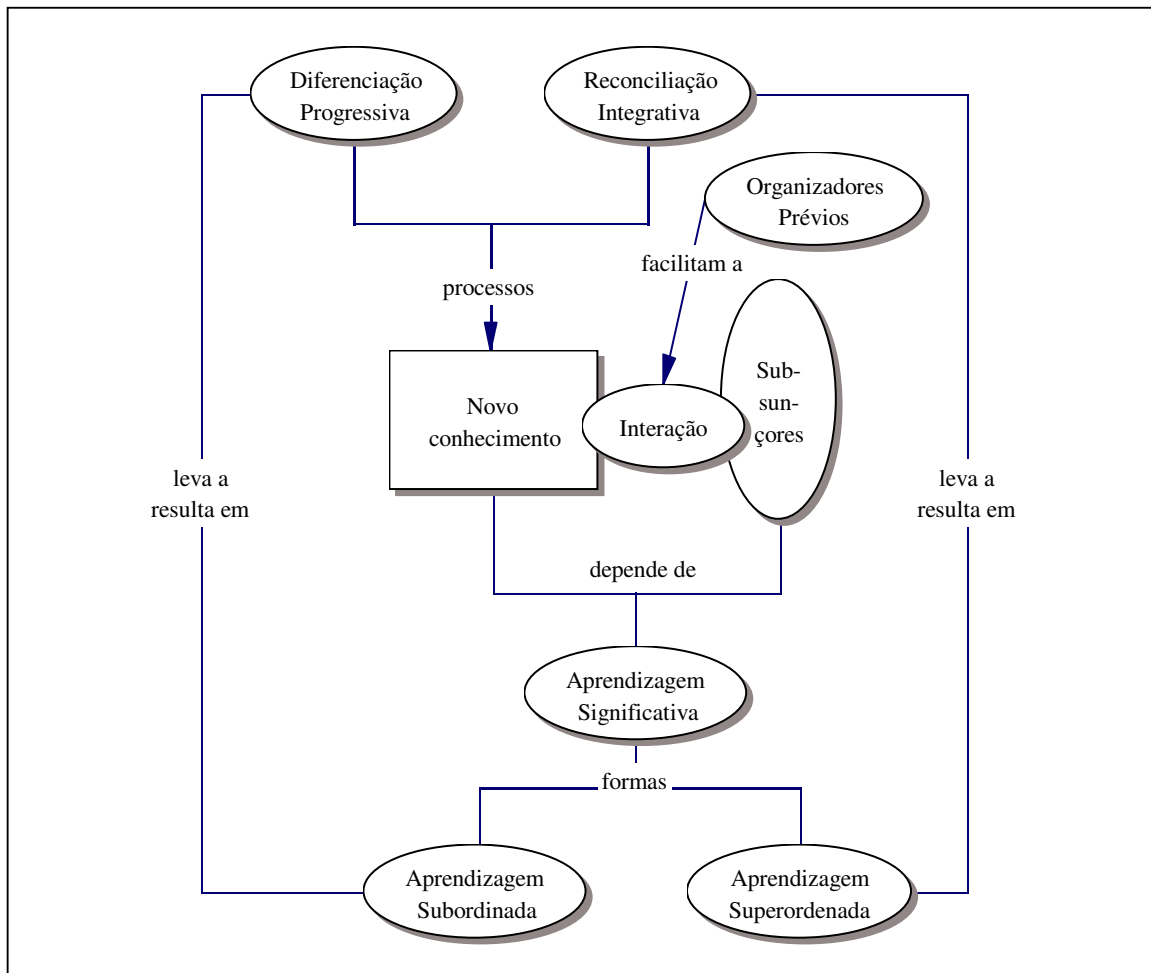 Diferenciação
Progressiva
Reconciliação
Integrativa
Organizadores
Prévios
facilitam a
processos
Novo
conhecimento
Interação
Sub-
sun-
çores
leva a
resulta em
leva a
resulta em
depende de
Aprendizagem
Significativa
formas
Aprendizagem
Subordinada
Aprendizagem
Superordenada